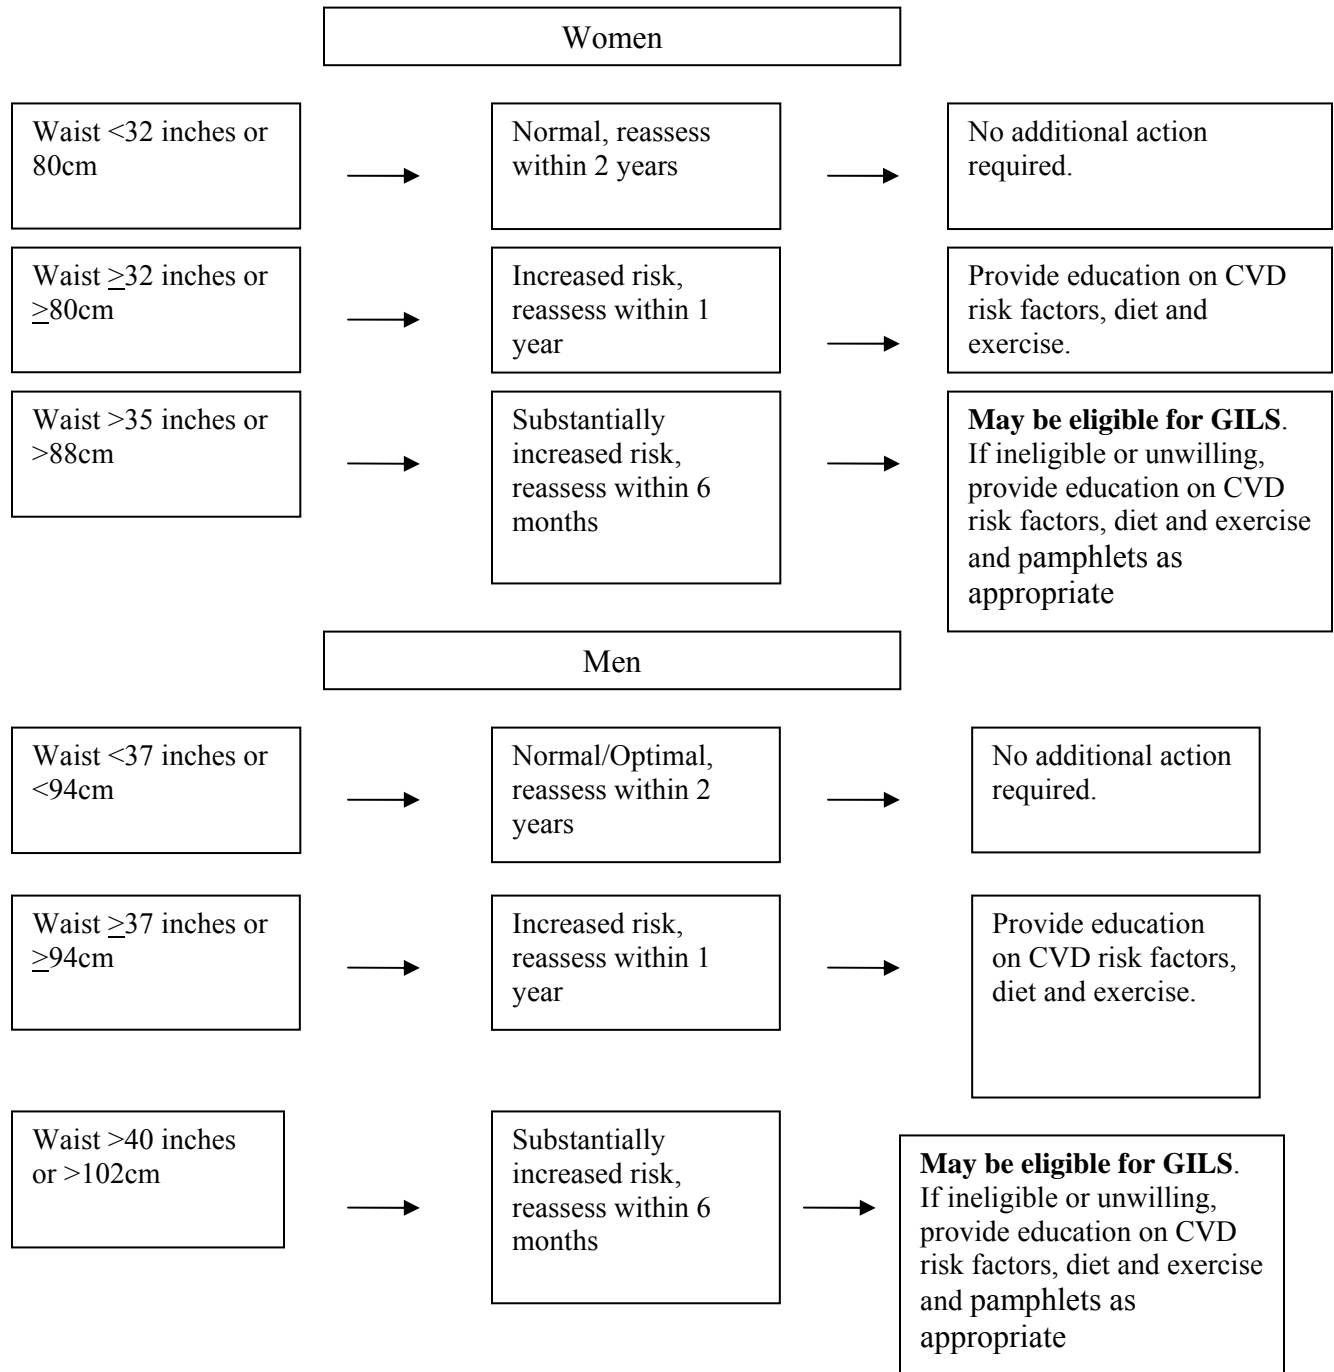 Women
Waist <32 inches or
80cm
Normal, reassess
within 2 years
No additional action
required.
Waist ≥32 inches or
≥80cm
Increased risk,
reassess within 1
year
Provide education on CVD
risk factors, diet and
exercise.
Waist >35 inches or
>88cm
Substantially
increased risk,
reassess within 6
months
May be eligible for GILS.
If ineligible or unwilling,
provide education on CVD
risk factors, diet and exercise
and pamphlets as
appropriate
Men
Waist <37 inches or
<94cm
Normal/Optimal,
reassess within 2
years
No additional action
required.
Waist ≥37 inches or
≥94cm
Increased risk,
reassess within 1
year
Provide education
on CVD risk factors,
diet and exercise.
Waist >40 inches
or >102cm
Substantially
increased risk,
reassess within 6
months
May be eligible for GILS.
If ineligible or unwilling,
provide education on CVD
risk factors, diet and exercise
and pamphlets as
appropriate